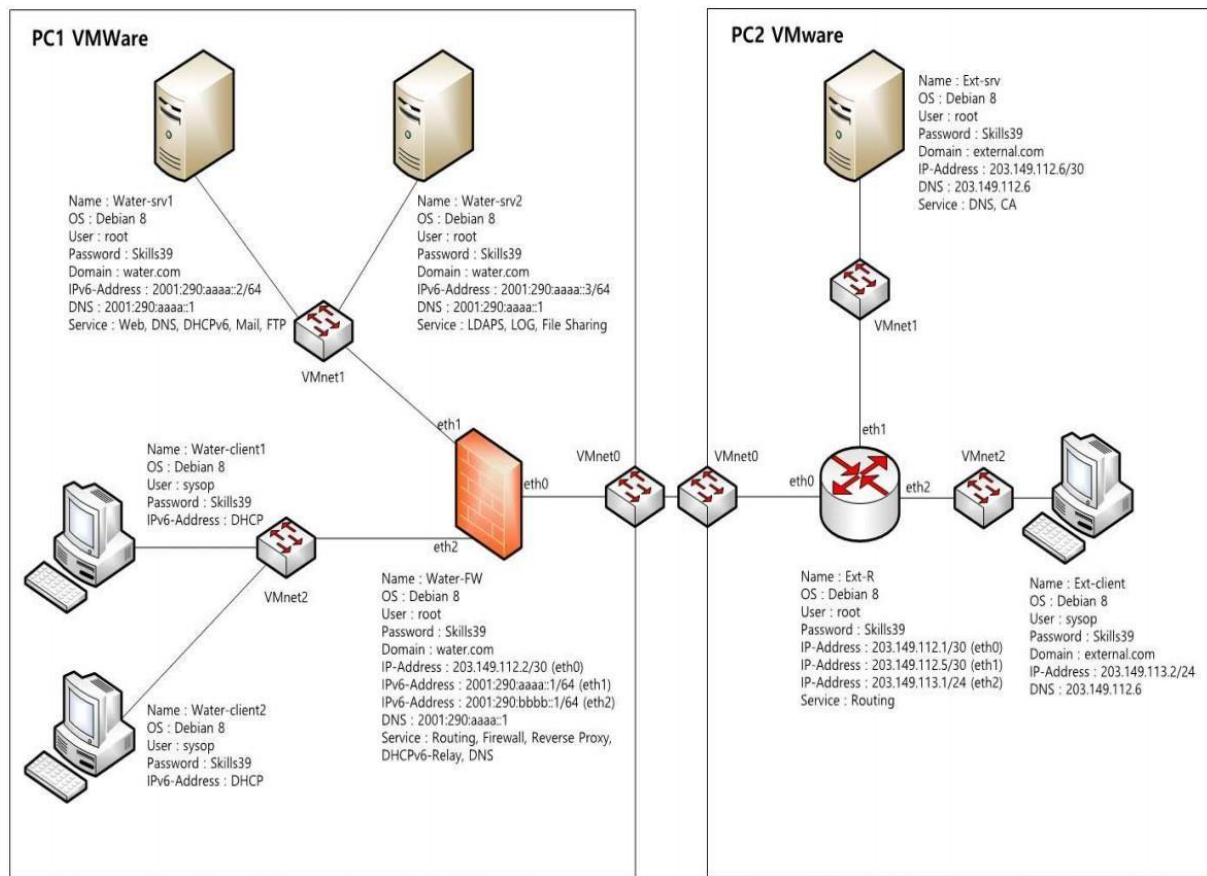 PC1 VMWare
Name : Water-srv1
OS : Debian 8
User : root
Password : Skills39
Domain : water.com
IPv6-Address : 2001:290:aaaa::2/64
DNS : 2001:290:aaaa::1
Service : Web, DNS, DHCPv6, Mail, FTP
Name : Water-srv2
OS : Debian 8
User : root
Password : Skills39
Domain : water.com
IPv6-Address : 2001:290:aaaa::3/64
DNS : 2001:290:aaaa::1
Service : LDAPS, LOG, File Sharing
VMnet1
eth1
Name : Water-client1
OS : Debian 8
User : sysop
Password : Skills39
IPv6-Address : DHCP
VMnet2
eth2
eth0
VMnet0
Name : Water-FW
OS : Debian 8
User : root
Password : Skills39
Domain : water.com
IP-Address : 203.149.112.2/30 (eth0)
IPv6-Address : 2001:290:aaaa::1/64 (eth1)
IPv6-Address : 2001:290:bbbb::1/64 (eth2)
DNS : 2001:290:aaaa::1
Service : Routing, Firewall, Reverse Proxy,
DHCPv6-Relay, DNS
Name : Water-client2
OS : Debian 8
User : sysop
Password : Skills39
IPv6-Address : DHCP
PC2 VMware
Name : Ext-srv
OS : Debian 8
User : root
Password : Skills39
Domain : external.com
IP-Address : 203.149.112.6/30
DNS : 203.149.112.6
Service : DNS, CA
VMnet1
eth1
VMnet0
eth0
eth2
VMnet2
Name : Ext-R
OS : Debian 8
User : root
Password : Skills39
IP-Address : 203.149.112.1/30 (eth0)
IP-Address : 203.149.112.5/30 (eth1)
IP-Address : 203.149.113.1/24 (eth2)
Service : Routing
Name : Ext-client
OS : Debian 8
User : sysop
Password : Skills39
Domain : external.com
IP-Address : 203.149.113.2/24
DNS : 203.149.112.6